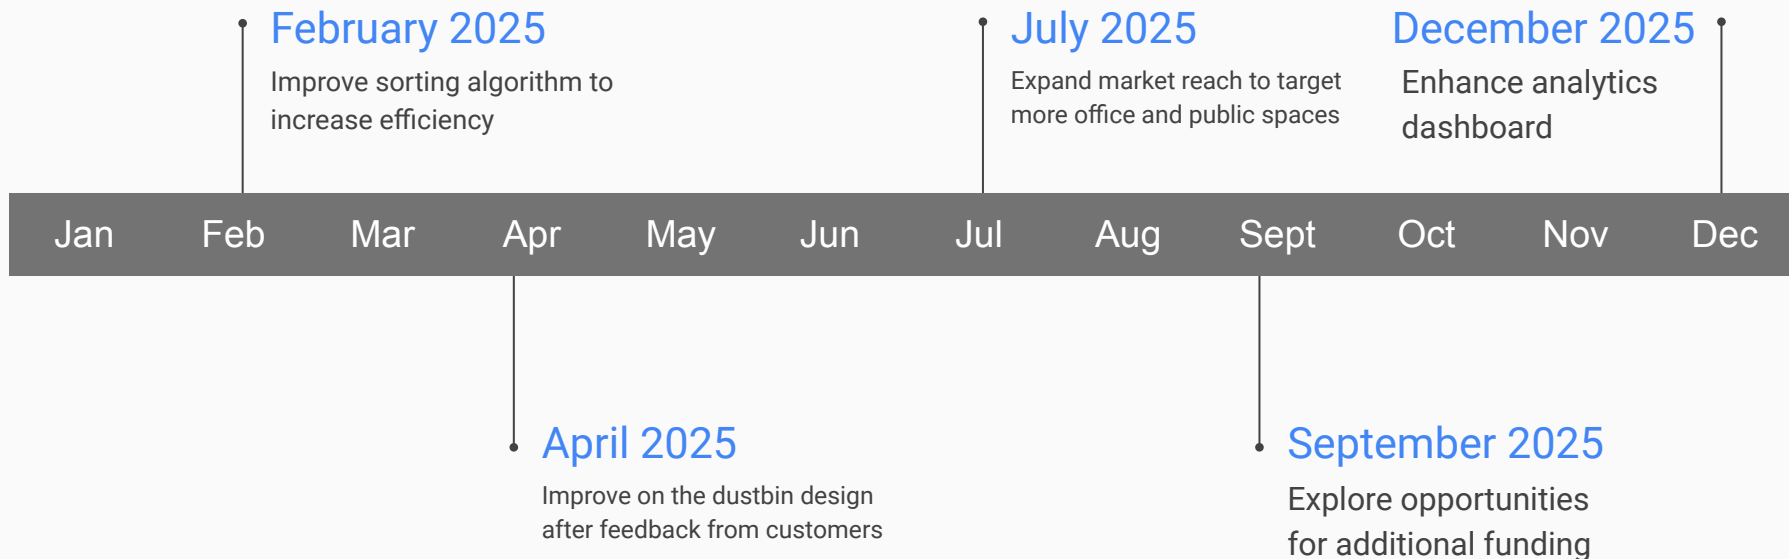 February 2025
Improve sorting algorithm to
increase efficiency
July 2025
Expand market reach to target
more office and public spaces
December 2025
Enhance analytics
dashboard
Jan Feb Mar Apr May Jun Jul Aug Sept Oct Nov Dec
April 2025
Improve on the dustbin design
after feedback from customers
September 2025
Explore opportunities
for additional funding